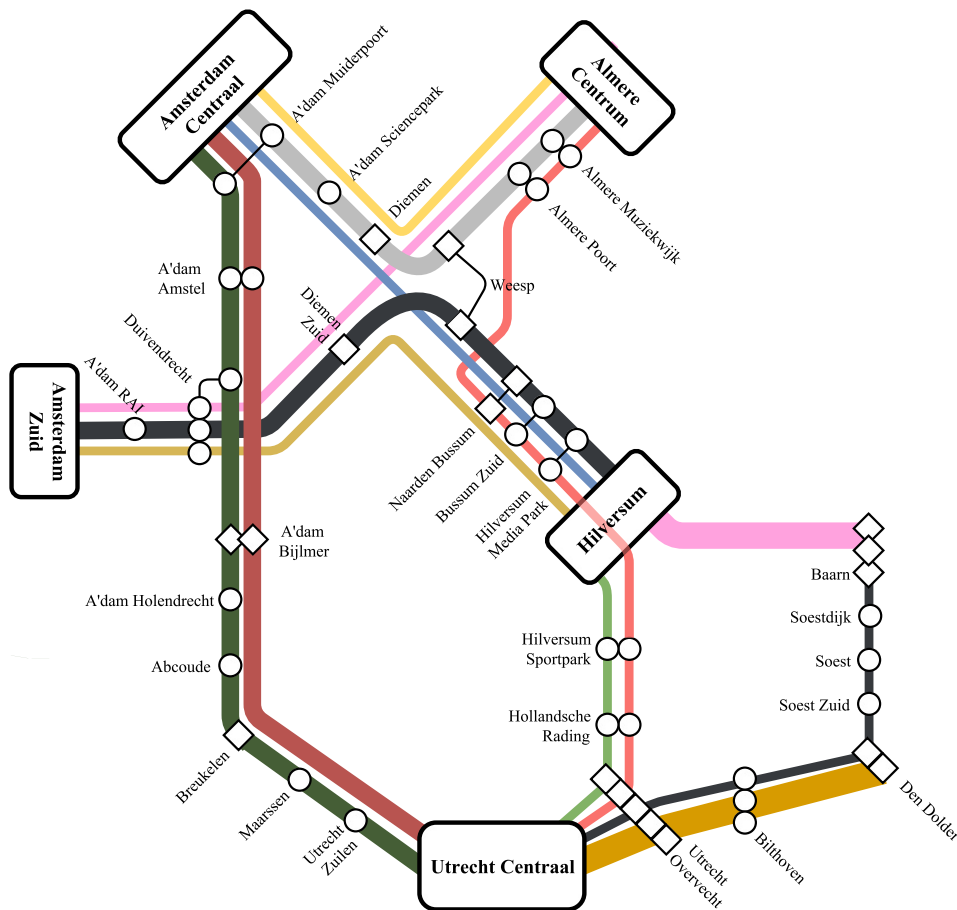 Amsterdam
Centraal
A'dam Muiderpoort
A'dam Sciencepark
Diemen
Almere
Centrum
Almere Muziekwijk
Almere Poort
Weesp
A'dam
Amstel
Diemen
Zuid
Duivendrecht
A'dam RAI
Amsterdam
Zuid
Naarden Bussum
Bussum Zuid
Hilversum
Media Park
Hilversum
A'dam
Bijlmer
A'dam Holendrecht
Abcoude
Baarn
Soestdijk
Soest
Soest Zuid
Hilversum
Sportpark
Hollandsche
Rading
Breukelen
Maarssen
Utrecht
Zuilen
Utrecht Centraal
Utrecht
Overvecht
Bilthoven
Den Dolder